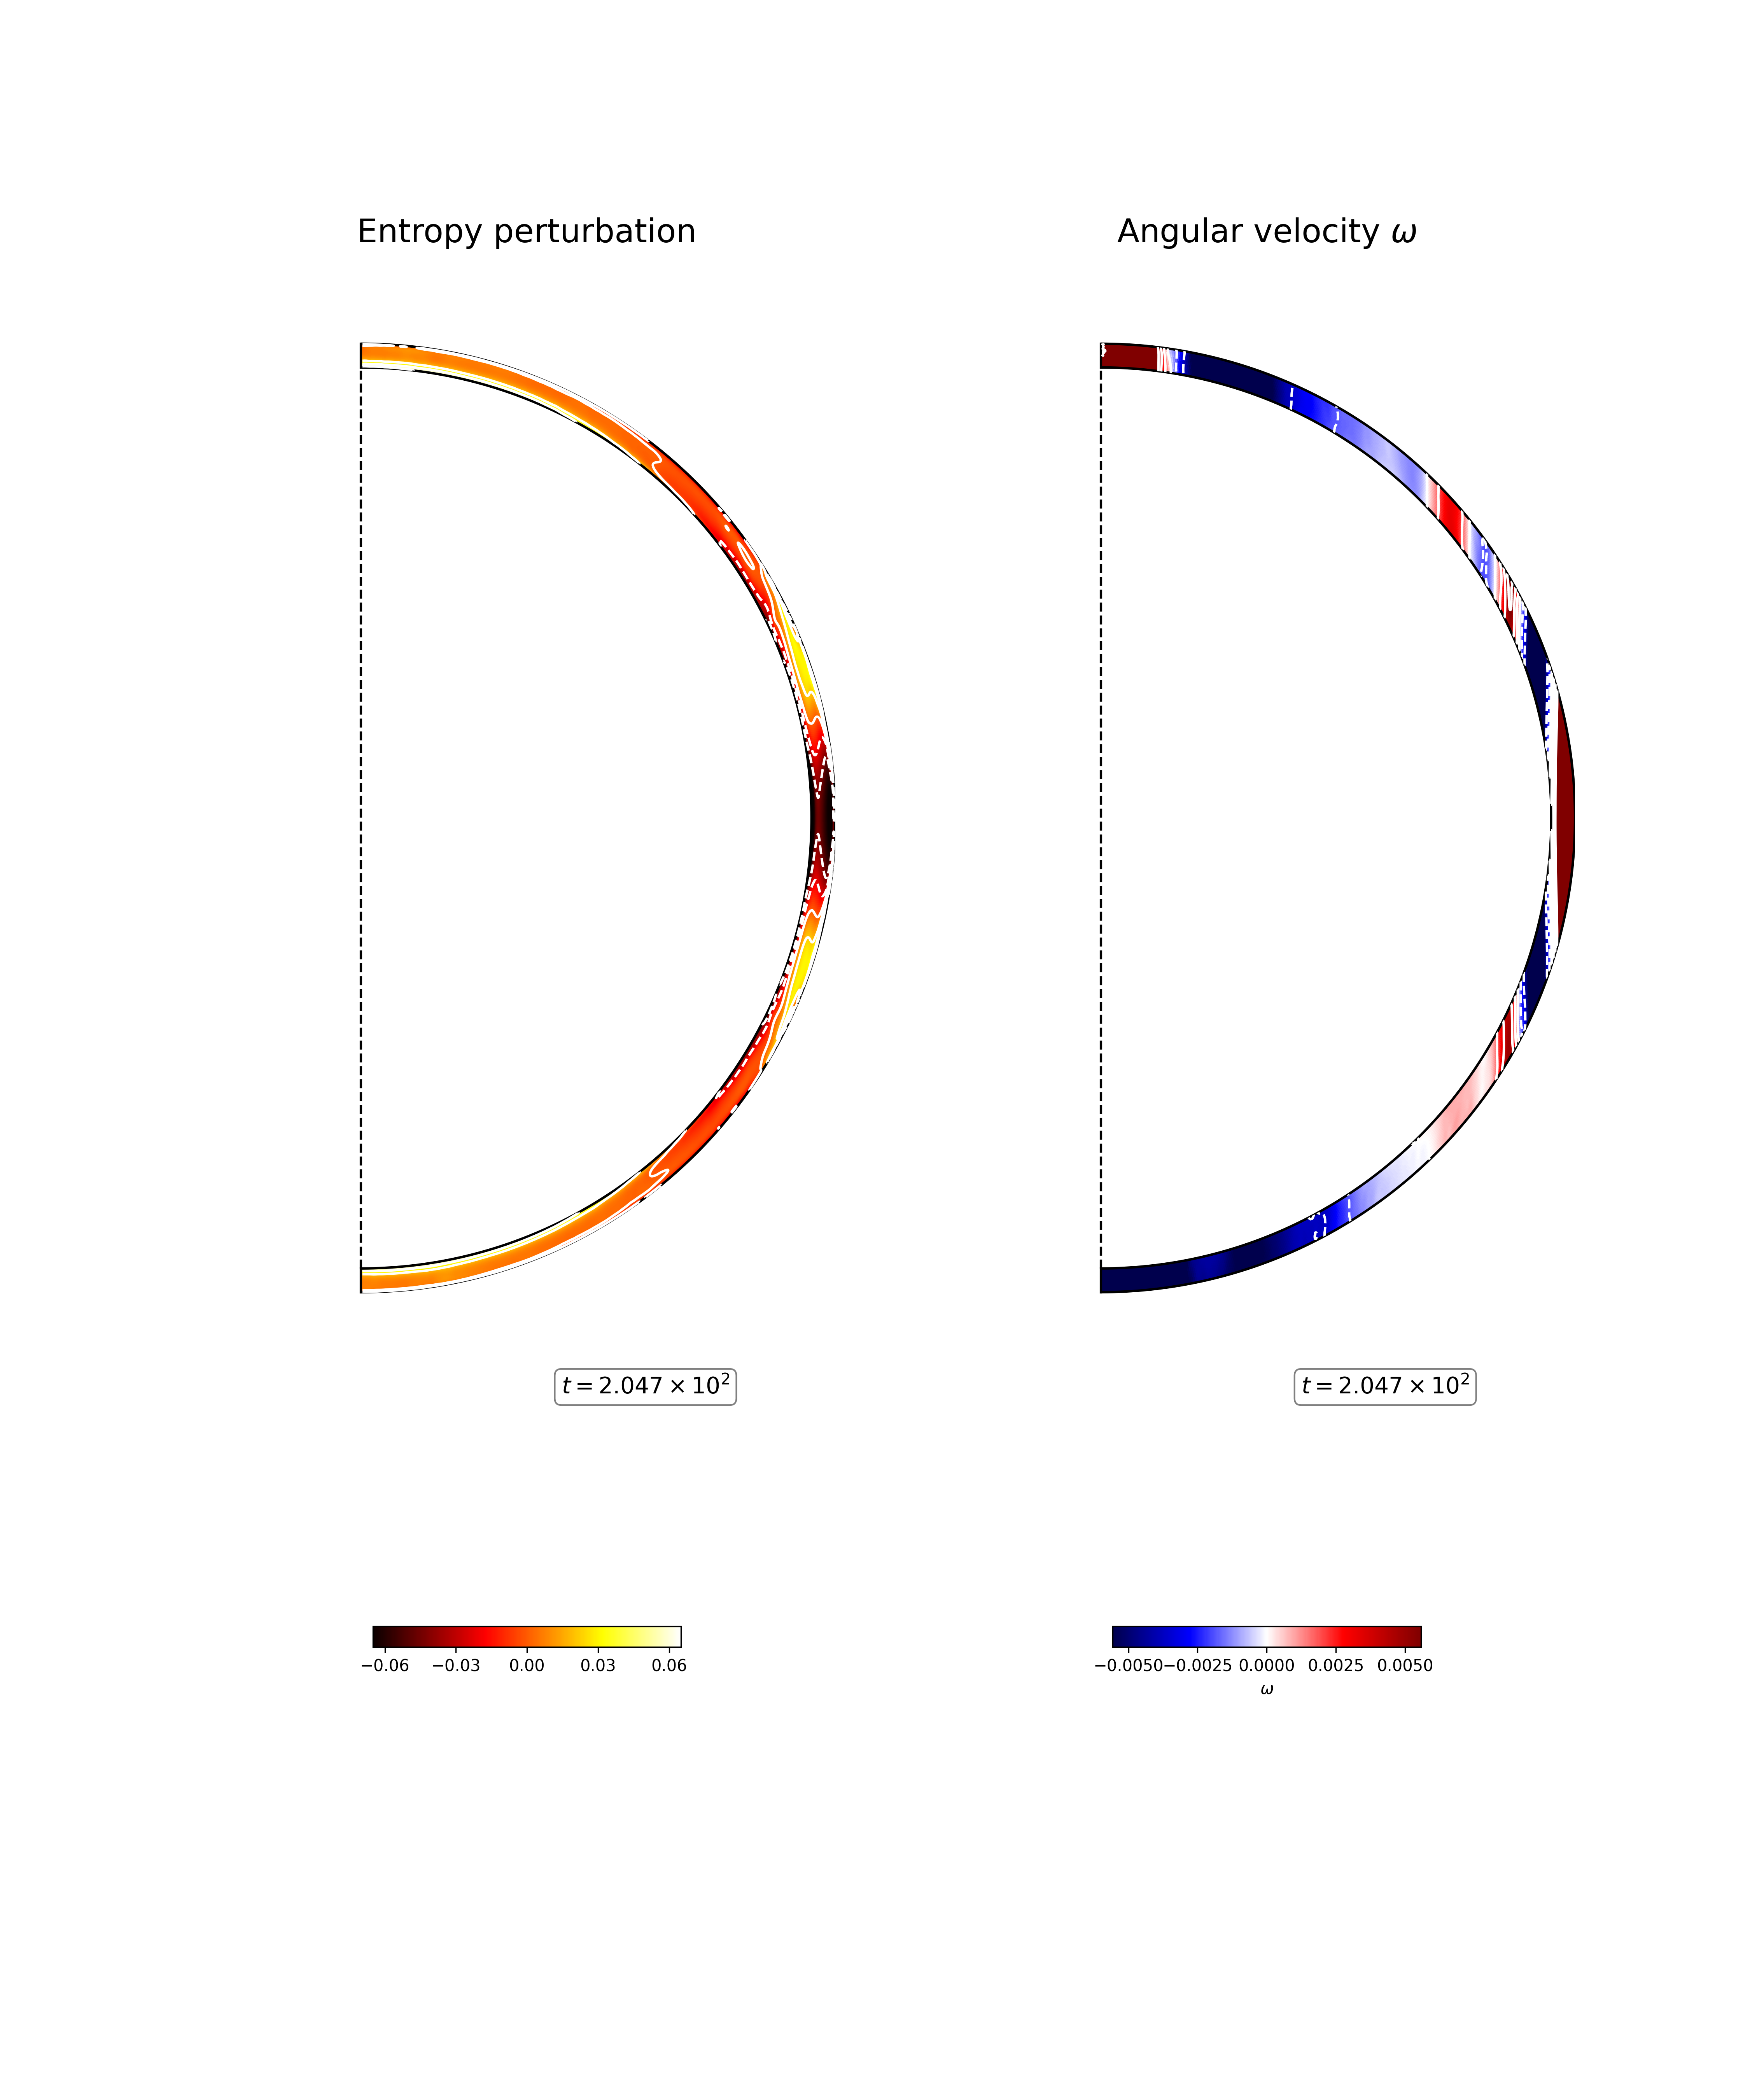 Entropy perturbation
Angular velocity ω
t = 2.047 × 10²
t = 2.047 × 10²
−0.06 −0.03 0.00 0.03 0.06
−0.0050 −0.0025 0.0000 0.0025 0.0050
ω